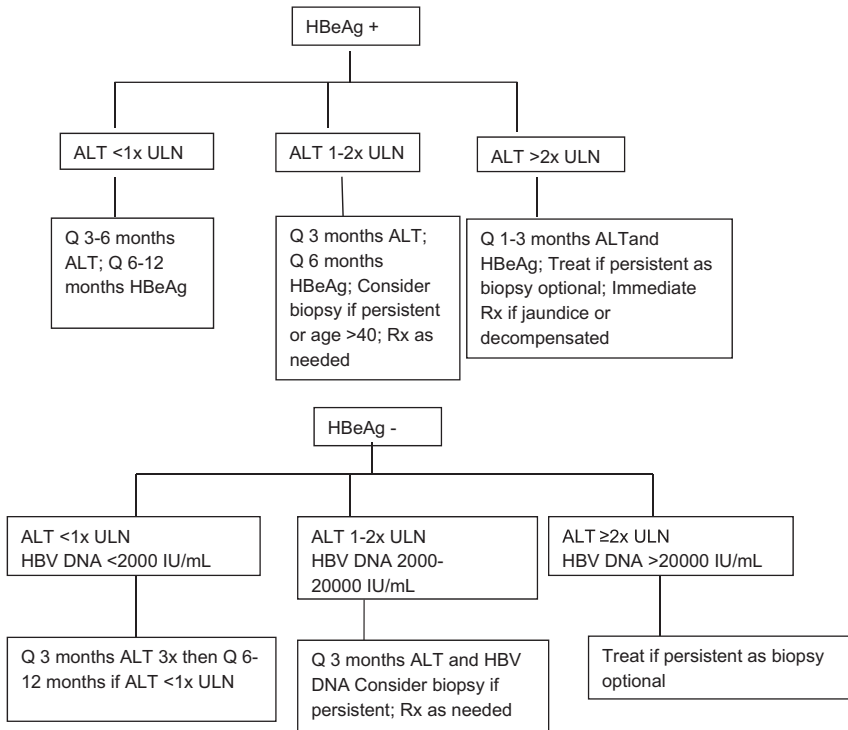 HBeAg +
ALT <1x ULN
ALT 1-2x ULN
ALT >2x ULN
Q 3-6 months
ALT; Q 6-12
months HBeAg
Q 3 months ALT;
Q 6 months
HBeAg; Consider
biopsy if persistent
or age >40; Rx as
needed
Q 1-3 months ALTand
HBeAg; Treat if persistent as
biopsy optional; Immediate
Rx if jaundice or
decompensated
HBeAg -
ALT <1x ULN
HBV DNA <2000 IU/mL
ALT 1-2x ULN
HBV DNA 2000-
20000 IU/mL
ALT ≥2x ULN
HBV DNA >20000 IU/mL
Q 3 months ALT 3x then Q 6-
12 months if ALT <1x ULN
Q 3 months ALT and HBV
DNA Consider biopsy if
persistent; Rx as needed
Treat if persistent as biopsy
optional